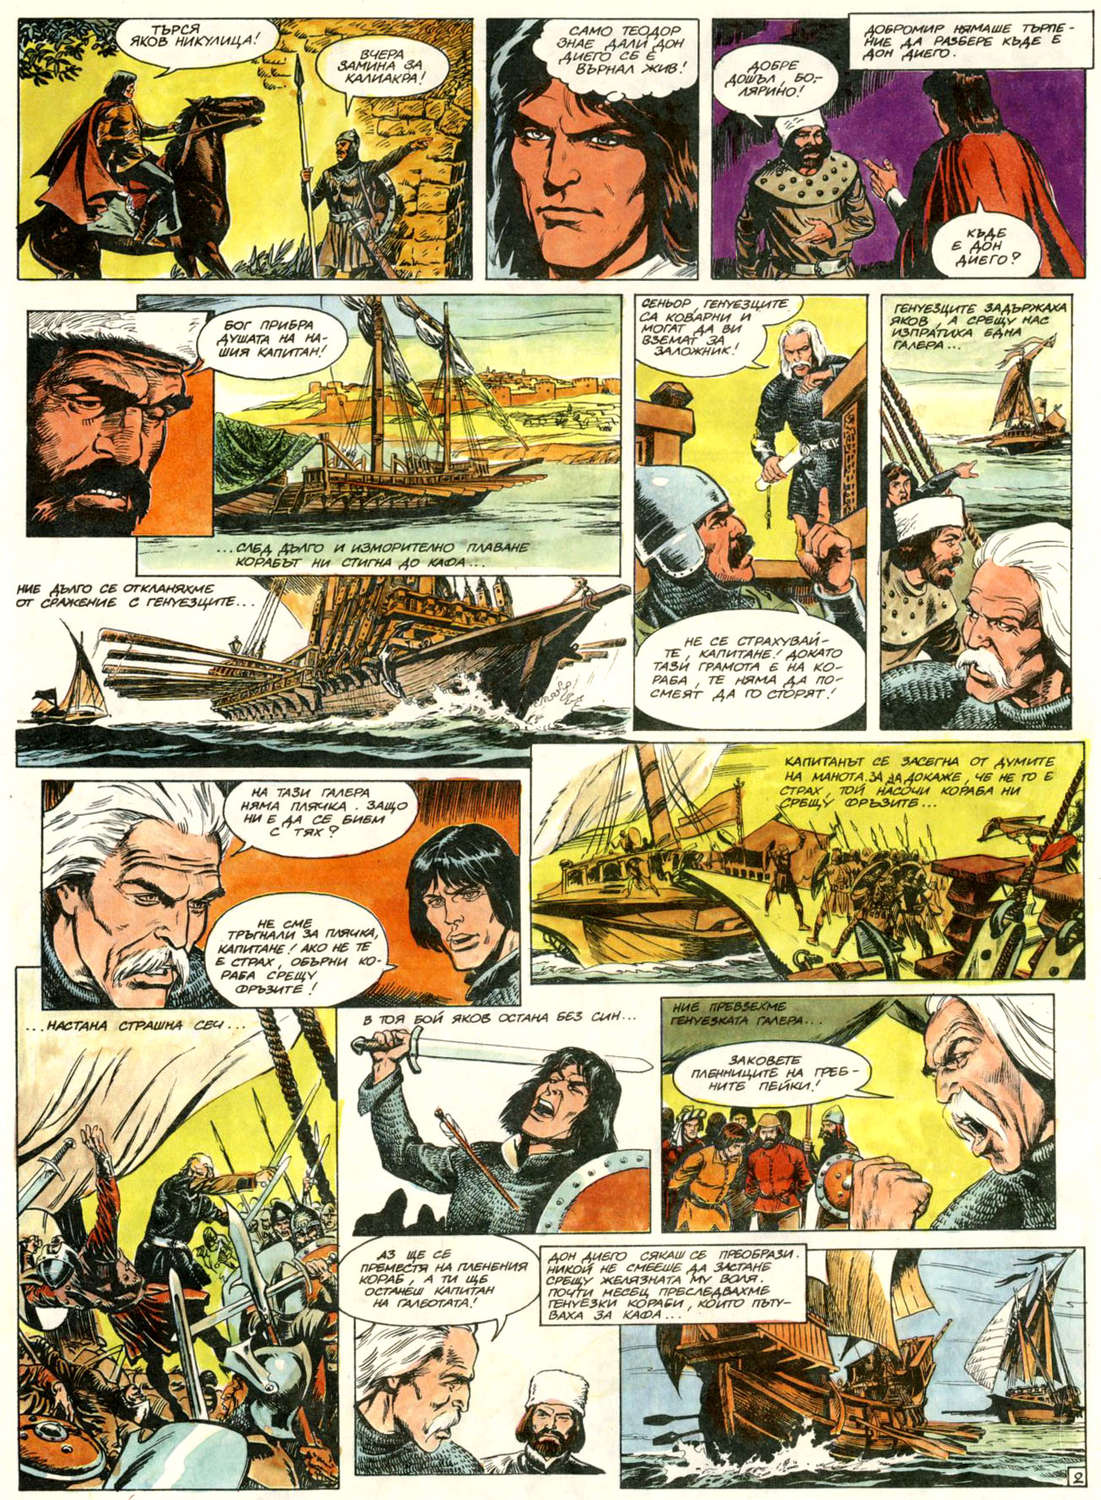 ТЪРСЯ
ЯКОВ НИКУЛИЦА!
ВЧЕРА
ЗАМИНА ЗА
КАЛИАКРА!
САМО ТЕОДОР
ЗНАЕ ДАЛИ ДОН
ДИЕГО СЕ Е
ВЪРНАЛ ЖИВ!
ДОБРОМИР НЯМАШЕ ТЪРПЕ-
НИЕ ДА РАЗБЕРЕ КЪДЕ Е
ДОН ДИЕГО.
ДОБРЕ
ДОШЪЛ, БО-
ЛЯРИНО!
КЪДЕ
Е ДОН
ДИЕГО?
БОГ ПРИБРА
ДУШАТА НА НА-
ШИЯ КАПИТАН!
...СЛЕД ДЪЛГО И ИЗМОРИТЕЛНО ПЛАВАНЕ
КОРАБЪТ НИ СТИГНА ДО КАФА...
СЕНЬОР ГЕНУЕЗЦИТЕ
СА КОВАРНИ И
МОГАТ ДА ВИ
ВЗЕМАТ ЗА
ЗАЛОЖНИК!
НЕ СЕ СТРАХУВАЙ-
ТЕ, КАПИТАНЕ! ДОКАТО
ТАЗИ ГРАМОТА Е НА КО-
РАБА, ТЕ НЯМА ДА ПО-
СМЕЯТ ДА ГО СТОРЯТ!
ГЕНУЕЗЦИТЕ ЗАДЪРЖАХА
ЯКОВ, А СРЕЩУ НАС
ИЗПРАТИХА ЕДНА
ГАЛЕРА...
НИЕ ДЪЛГО СЕ ОТКЛАНЯХМЕ
ОТ СРАЖЕНИЕ С ГЕНУЕЗЦИТЕ...
НА ТАЗИ ГАЛЕРА
НЯМА ПЛЯЧКА. ЗАЩО
НИ Е ДА СЕ БИЕМ
С ТЯХ?
НЕ СМЕ
ТРЪГНАЛИ ЗА ПЛЯЧКА,
КАПИТАНЕ! АКО НЕ ТЕ
Е СТРАХ, ОБЪРНИ КО-
РАБА СРЕЩУ
ФРЪЗИТЕ!
КАПИТАНЪТ СЕ ЗАСЕГНА ОТ ДУМИТЕ
НА МАНОТА. ЗА ДА ДОКАЖЕ, ЧЕ НЕ ГО Е
СТРАХ, ТОЙ НАСОЧИ КОРАБА НИ
СРЕЩУ ФРЪЗИТЕ...
...НАСТАНА СТРАШНА СЕЧ...
В ТОЯ БОЙ ЯКОВ ОСТАНА БЕЗ СИН...
НИЕ ПРЕВЗЕХМЕ
ГЕНУЕЗКАТА ГАЛЕРА...
ЗАКОВЕТЕ
ПЛЕННИЦИТЕ НА ГРЕБ-
НИТЕ ПЕЙКИ!
АЗ ЩЕ СЕ
ПРЕМЕСТЯ НА ПЛЕНЕНИЯ
КОРАБ, А ТИ ЩЕ
ОСТАНЕШ КАПИТАН
НА ГАЛЕОТАТА!
ДОН ДИЕГО СЯКАШ СЕ ПРЕОБРАЗИ.
НИКОЙ НЕ СМЕЕШЕ ДА ЗАСТАНЕ
СРЕЩУ ЖЕЛЯЗНАТА МУ ВОЛЯ.
ПОЧТИ МЕСЕЦ ПРЕСЛЕДВАХМЕ
ГЕНУЕЗКИ КОРАБИ, КОИТО ПЪТУ-
ВАХА ЗА КАФА...
2